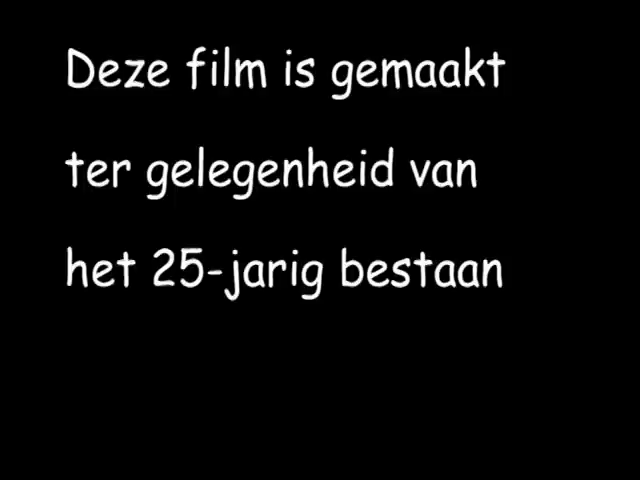 Deze film is gemaakt
ter gelegenheid van
het 25-jarig bestaan